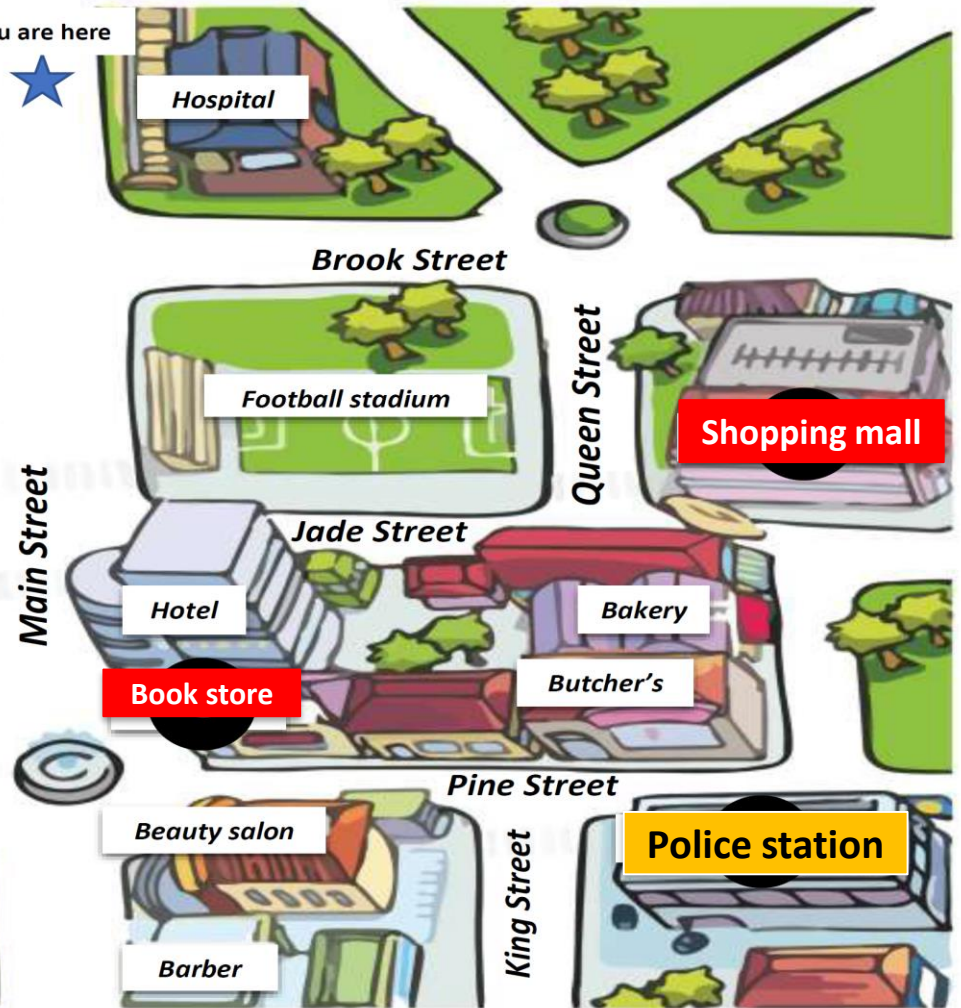 u are here
Hospital
Brook Street
Queen Street
Football stadium
Shopping mall
Main Street
Jade Street
Hotel
Bakery
Book store
Butcher's
Pine Street
Beauty salon
Police station
King Street
Barber